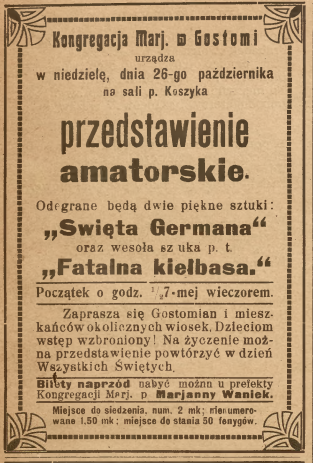 Kongregacja Marj. w Gostomi
urządza
w niedzielę, dnia 26-go października
na sali p. Koszyka
przedstawienie
amatorskie.
Odegrane będą dwie piękne sztuki:
„Swięta Germana“
oraz wesoła sz uka p. t.
„Fatalna kiełbasa.“
Początek o godz. ½7-mej wieczorem.
Zaprasza się Gostomian i miesz-
kańców okolicznych wiosek. Dzieciom
wstęp wzbroniony! Na życzenie moż-
na przedstawienie powtórzyć w dzień
Wszystkich Świętych.
Bilety naprzód nabyć możnn u prefekty
Kongregacji Marj. p Marjanny Waniek.
Miejsce do siedzenia, num. 2 mk; nienumero-
wane 1,50 mk; miejsce do stania 50 fenygów.